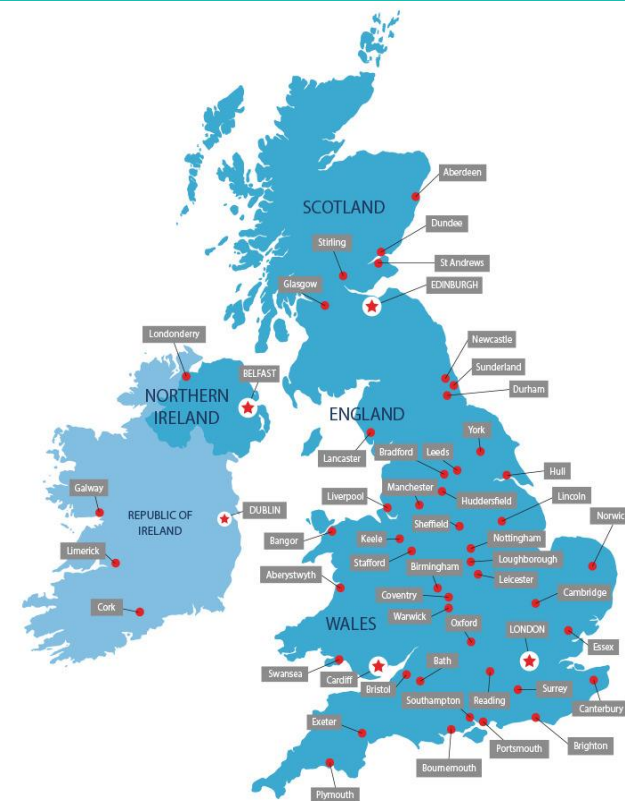 Aberdeen
SCOTLAND
Dundee
Stirling
St Andrews
Glasgow
EDINBURGH
Londonderry
Newcastle
Sunderland
BELFAST
Durham
NORTHERN
IRELAND
ENGLAND
York
Lancaster
Bradford
Leeds
Hull
Manchester
Huddersfield
Liverpool
Lincoln
Galway
DUBLIN
REPUBLIC OF
IRELAND
Sheffield
Norwic
Bangor
Keele
Nottingham
Limerick
Stafford
Loughborough
Birmingham
Aberystwyth
Leicester
Cork
Coventry
Cambridge
Warwick
WALES
Oxford
LONDON
Essex
Swansea
Cardiff
Bath
Bristol
Surrey
Southampton
Reading
Canterbury
Exeter
Portsmouth
Brighton
Bournemouth
Plymouth